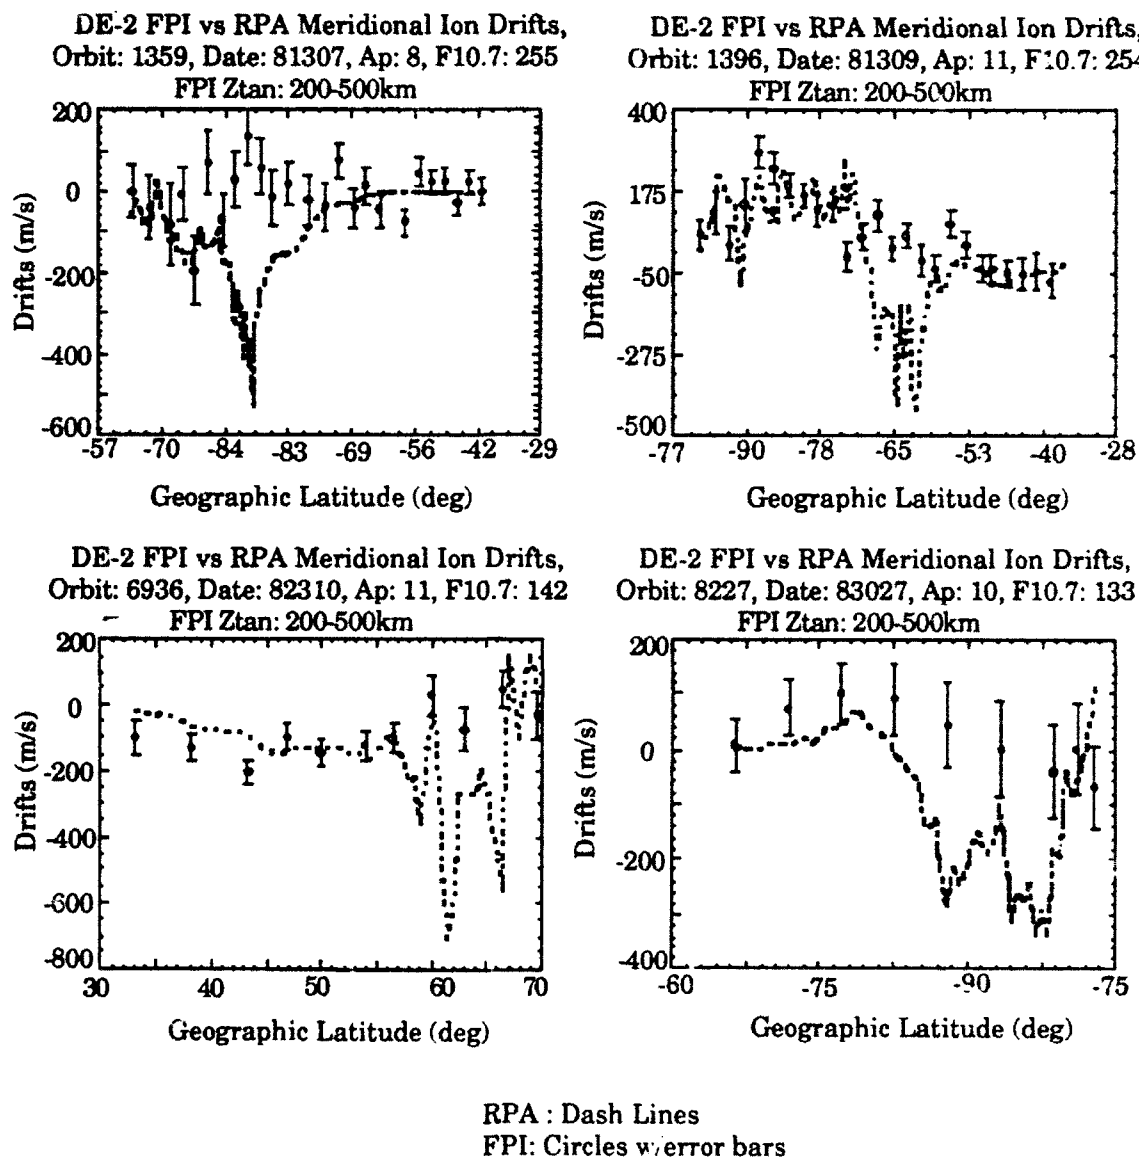 DE-2 FPI vs RPA Meridional Ion Drifts,
Orbit: 1359, Date: 81307, Ap: 8, F10.7: 255
FPI Ztan: 200-500km
200
0
-200
-400
-600
Drifts (m/s)
-57 -70 -84 -83 -69 -56 -42 -29
Geographic Latitude (deg)
DE-2 FPI vs RPA Meridional Ion Drifts,
Orbit: 1396, Date: 81309, Ap: 11, F10.7: 254
FPI Ztan: 200-500km
400
175
-50
-275
-500
Drifts (m/s)
-77 -90 -78 -65 -53 -40 -28
Geographic Latitude (deg)
DE-2 FPI vs RPA Meridional Ion Drifts,
Orbit: 6936, Date: 82310, Ap: 11, F10.7: 142
FPI Ztan: 200-500km
200
0
-200
-400
-600
-800
Drifts (m/s)
30 40 50 60 70
Geographic Latitude (deg)
DE-2 FPI vs RPA Meridional Ion Drifts,
Orbit: 8227, Date: 83027, Ap: 10, F10.7: 133
FPI Ztan: 200-500km
200
0
-200
-400
Drifts (m/s)
-60 -75 -90 -75
Geographic Latitude (deg)
RPA : Dash Lines
FPI: Circles w/error bars